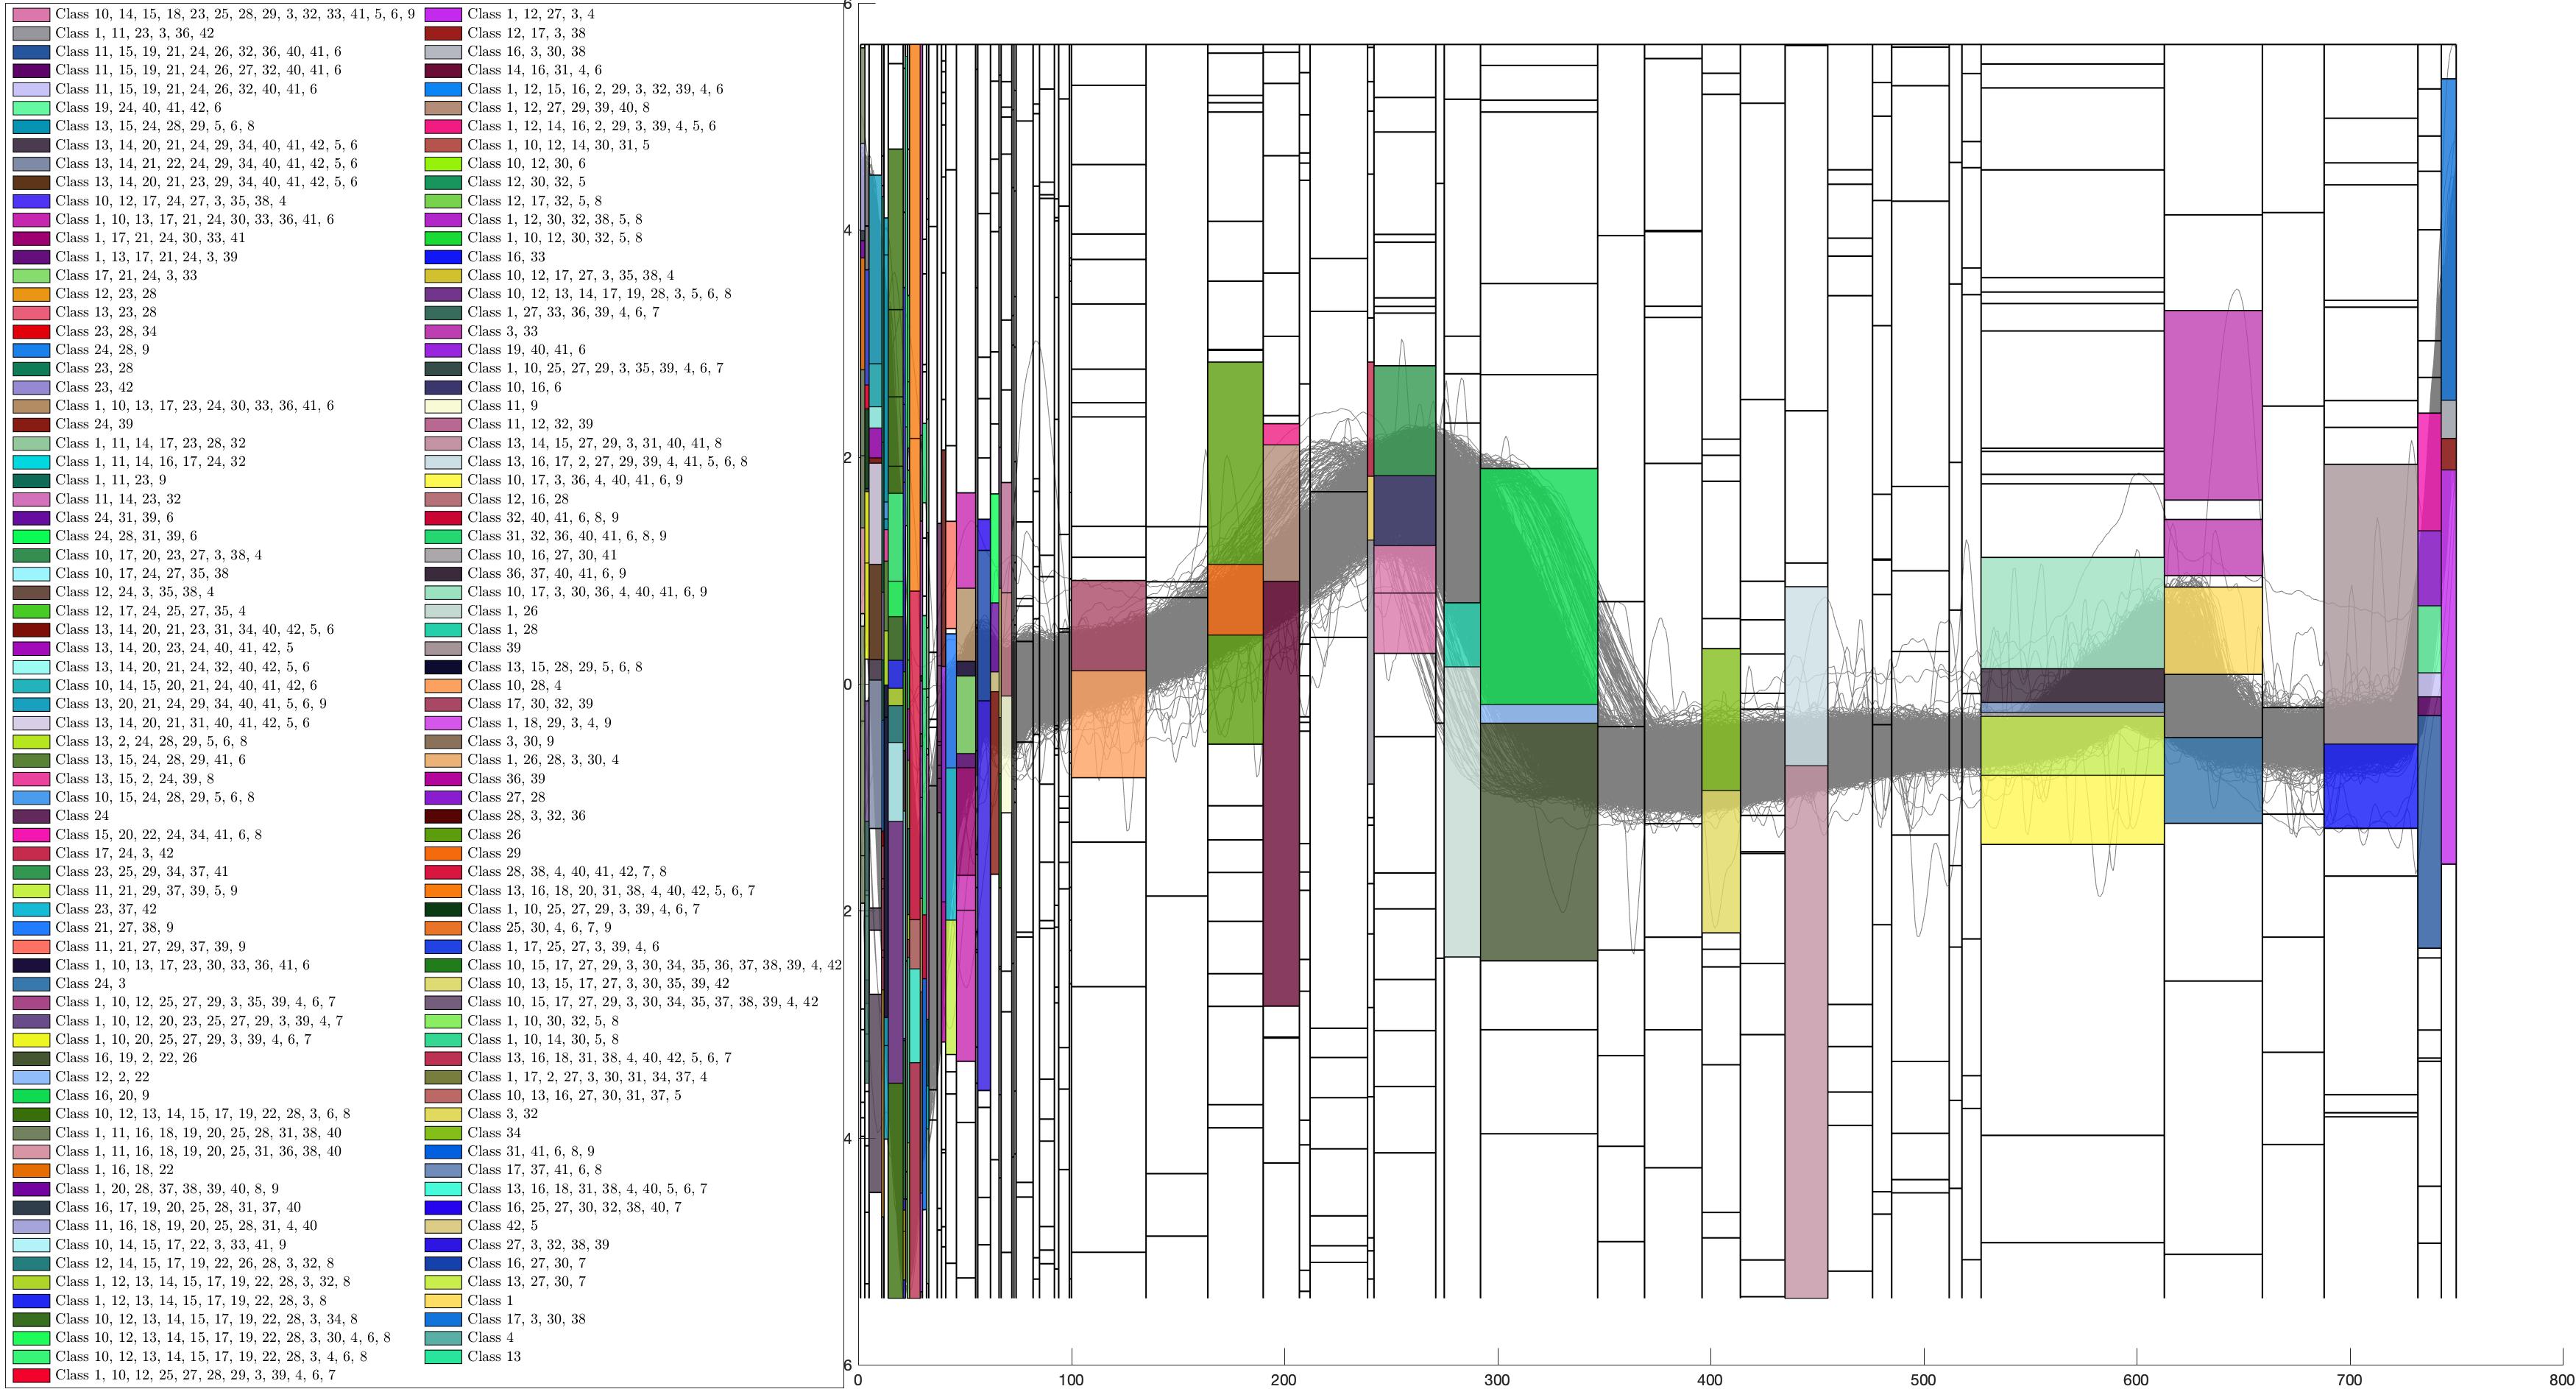 Class 10, 14, 15, 18, 23, 25, 28, 29, 3, 32, 33, 41, 5, 6, 9
Class 1, 11, 23, 3, 36, 42
Class 11, 15, 19, 21, 24, 26, 32, 36, 40, 41, 6
Class 11, 15, 19, 21, 24, 26, 27, 32, 40, 41, 6
Class 11, 15, 19, 21, 24, 26, 32, 40, 41, 6
Class 19, 24, 40, 41, 42, 6
Class 13, 15, 24, 28, 29, 5, 6, 8
Class 13, 14, 20, 21, 24, 29, 34, 40, 41, 42, 5, 6
Class 13, 14, 21, 22, 24, 29, 34, 40, 41, 42, 5, 6
Class 13, 14, 20, 21, 23, 29, 34, 40, 41, 42, 5, 6
Class 10, 12, 17, 24, 27, 3, 35, 38, 4
Class 1, 10, 13, 17, 21, 24, 30, 33, 36, 41, 6
Class 1, 17, 21, 24, 30, 33, 41
Class 1, 13, 17, 21, 24, 3, 39
Class 17, 21, 24, 3, 33
Class 12, 23, 28
Class 13, 23, 28
Class 23, 28, 34
Class 24, 28, 9
Class 23, 28
Class 23, 42
Class 1, 10, 13, 17, 23, 24, 30, 33, 36, 41, 6
Class 24, 39
Class 1, 11, 14, 17, 23, 28, 32
Class 1, 11, 14, 16, 17, 24, 32
Class 1, 11, 23, 9
Class 11, 14, 23, 32
Class 24, 31, 39, 6
Class 24, 28, 31, 39, 6
Class 10, 17, 20, 23, 27, 3, 38, 4
Class 10, 17, 24, 27, 35, 38
Class 12, 24, 3, 35, 38, 4
Class 12, 17, 24, 25, 27, 35, 4
Class 13, 14, 20, 21, 23, 31, 34, 40, 42, 5, 6
Class 13, 14, 20, 23, 24, 40, 41, 42, 5
Class 13, 14, 20, 21, 24, 32, 40, 42, 5, 6
Class 10, 14, 15, 20, 21, 24, 40, 41, 42, 6
Class 13, 20, 21, 24, 29, 34, 40, 41, 5, 6, 9
Class 13, 14, 20, 21, 31, 40, 41, 42, 5, 6
Class 13, 2, 24, 28, 29, 5, 6, 8
Class 13, 15, 24, 28, 29, 41, 6
Class 13, 15, 2, 24, 39, 8
Class 10, 15, 24, 28, 29, 5, 6, 8
Class 24
Class 15, 20, 22, 24, 34, 41, 6, 8
Class 17, 24, 3, 42
Class 23, 25, 29, 34, 37, 41
Class 11, 21, 29, 37, 39, 5, 9
Class 23, 37, 42
Class 21, 27, 38, 9
Class 11, 21, 27, 29, 37, 39, 9
Class 1, 10, 13, 17, 23, 30, 33, 36, 41, 6
Class 24, 3
Class 1, 10, 12, 25, 27, 29, 3, 35, 39, 4, 6, 7
Class 1, 10, 12, 20, 23, 25, 27, 29, 3, 39, 4, 7
Class 1, 10, 20, 25, 27, 29, 3, 39, 4, 6, 7
Class 16, 19, 2, 22, 26
Class 12, 2, 22
Class 16, 20, 9
Class 10, 12, 13, 14, 15, 17, 19, 22, 28, 3, 6, 8
Class 1, 11, 16, 18, 19, 20, 25, 28, 31, 38, 40
Class 1, 11, 16, 18, 19, 20, 25, 31, 36, 38, 40
Class 1, 16, 18, 22
Class 1, 20, 28, 37, 38, 39, 40, 8, 9
Class 16, 17, 19, 20, 25, 28, 31, 37, 40
Class 11, 16, 18, 19, 20, 25, 28, 31, 4, 40
Class 10, 14, 15, 17, 22, 3, 33, 41, 9
Class 12, 14, 15, 17, 19, 22, 26, 28, 3, 32, 8
Class 1, 12, 13, 14, 15, 17, 19, 22, 28, 3, 32, 8
Class 1, 12, 13, 14, 15, 17, 19, 22, 28, 3, 8
Class 10, 12, 13, 14, 15, 17, 19, 22, 28, 3, 34, 8
Class 10, 12, 13, 14, 15, 17, 19, 22, 28, 3, 30, 4, 6, 8
Class 10, 12, 13, 14, 15, 17, 19, 22, 28, 3, 4, 6, 8
Class 1, 10, 12, 25, 27, 28, 29, 3, 39, 4, 6, 7
Class 1, 12, 27, 3, 4
Class 12, 17, 3, 38
Class 16, 3, 30, 38
Class 14, 16, 31, 4, 6
Class 1, 12, 15, 16, 2, 29, 3, 32, 39, 4, 6
Class 1, 12, 27, 29, 39, 40, 8
Class 1, 12, 14, 16, 2, 29, 3, 39, 4, 5, 6
Class 1, 10, 12, 14, 30, 31, 5
Class 10, 12, 30, 6
Class 12, 30, 32, 5
Class 12, 17, 32, 5, 8
Class 1, 12, 30, 32, 38, 5, 8
Class 1, 10, 12, 30, 32, 5, 8
Class 16, 33
Class 10, 12, 17, 27, 3, 35, 38, 4
Class 10, 12, 13, 14, 17, 19, 28, 3, 5, 6, 8
Class 1, 27, 33, 36, 39, 4, 6, 7
Class 3, 33
Class 19, 40, 41, 6
Class 1, 10, 25, 27, 29, 3, 35, 39, 4, 6, 7
Class 10, 16, 6
Class 11, 9
Class 11, 12, 32, 39
Class 13, 14, 15, 27, 29, 3, 31, 40, 41, 8
Class 13, 16, 17, 2, 27, 29, 39, 4, 41, 5, 6, 8
Class 10, 17, 3, 36, 4, 40, 41, 6, 9
Class 12, 16, 28
Class 32, 40, 41, 6, 8, 9
Class 31, 32, 36, 40, 41, 6, 8, 9
Class 10, 16, 27, 30, 41
Class 36, 37, 40, 41, 6, 9
Class 10, 17, 3, 30, 36, 4, 40, 41, 6, 9
Class 1, 26
Class 1, 28
Class 39
Class 13, 15, 28, 29, 5, 6, 8
Class 10, 28, 4
Class 17, 30, 32, 39
Class 1, 18, 29, 3, 4, 9
Class 3, 30, 9
Class 1, 26, 28, 3, 30, 4
Class 36, 39
Class 27, 28
Class 28, 3, 32, 36
Class 26
Class 29
Class 28, 38, 4, 40, 41, 42, 7, 8
Class 13, 16, 18, 20, 31, 38, 4, 40, 42, 5, 6, 7
Class 1, 10, 25, 27, 29, 3, 39, 4, 6, 7
Class 25, 30, 4, 6, 7, 9
Class 1, 17, 25, 27, 3, 39, 4, 6
Class 10, 15, 17, 27, 29, 3, 30, 34, 35, 36, 37, 38, 39, 4, 42
Class 10, 13, 15, 17, 27, 3, 30, 35, 39, 42
Class 10, 15, 17, 27, 29, 3, 30, 34, 35, 37, 38, 39, 4, 42
Class 1, 10, 30, 32, 5, 8
Class 1, 10, 14, 30, 5, 8
Class 13, 16, 18, 31, 38, 4, 40, 42, 5, 6, 7
Class 1, 17, 2, 27, 3, 30, 31, 34, 37, 4
Class 10, 13, 16, 27, 30, 31, 37, 5
Class 3, 32
Class 34
Class 31, 41, 6, 8, 9
Class 17, 37, 41, 6, 8
Class 13, 16, 18, 31, 38, 4, 40, 5, 6, 7
Class 16, 25, 27, 30, 32, 38, 40, 7
Class 42, 5
Class 27, 3, 32, 38, 39
Class 16, 27, 30, 7
Class 13, 27, 30, 7
Class 1
Class 17, 3, 30, 38
Class 4
Class 13
6
4
2
0
2
4
6
0 100 200 300 400 500 600 700 800